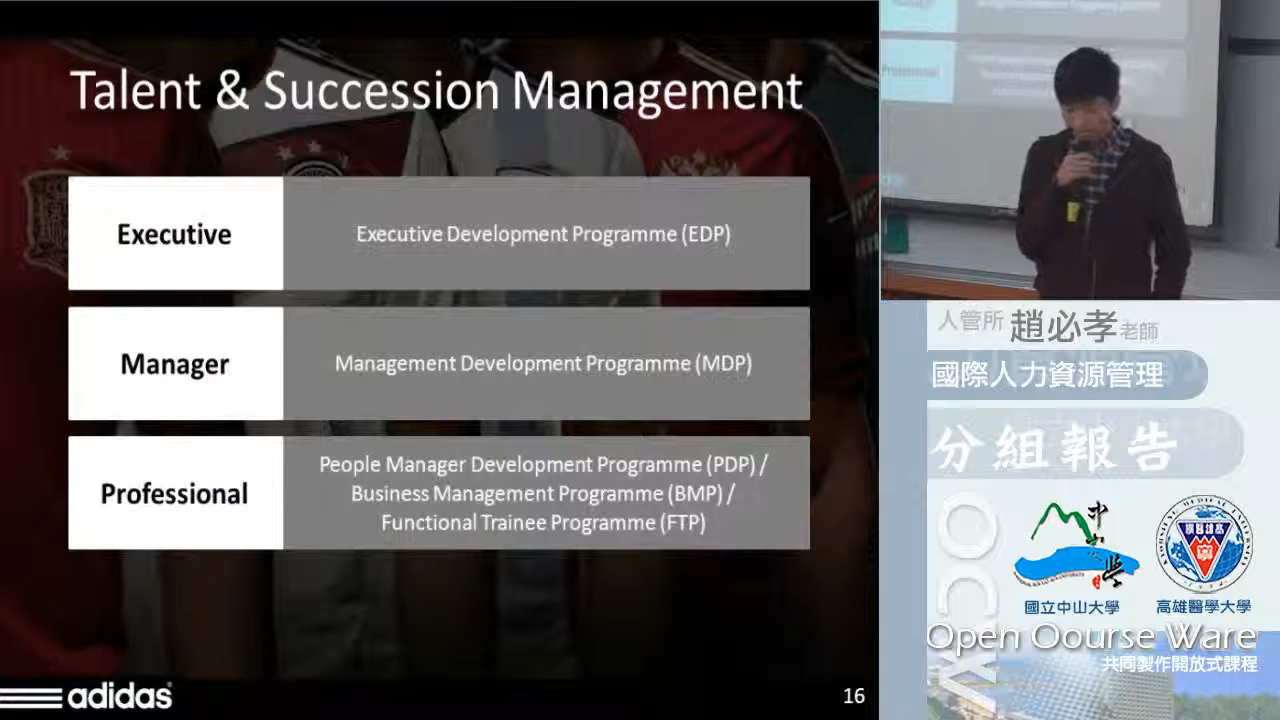 Talent & Succession Management
Executive
Executive Development Programme (EDP)
Manager
Management Development Programme (MDP)
Professional
People Manager Development Programme (PDP) /
Business Management Programme (BMP) /
Functional Trainee Programme (FTP)
adidas
16
人管所 趙必孝老師
國際人力資源管理
分組報告
OCW
國立中山大學
高雄醫學大學
Open Oourse Ware
共同製作開放式課程